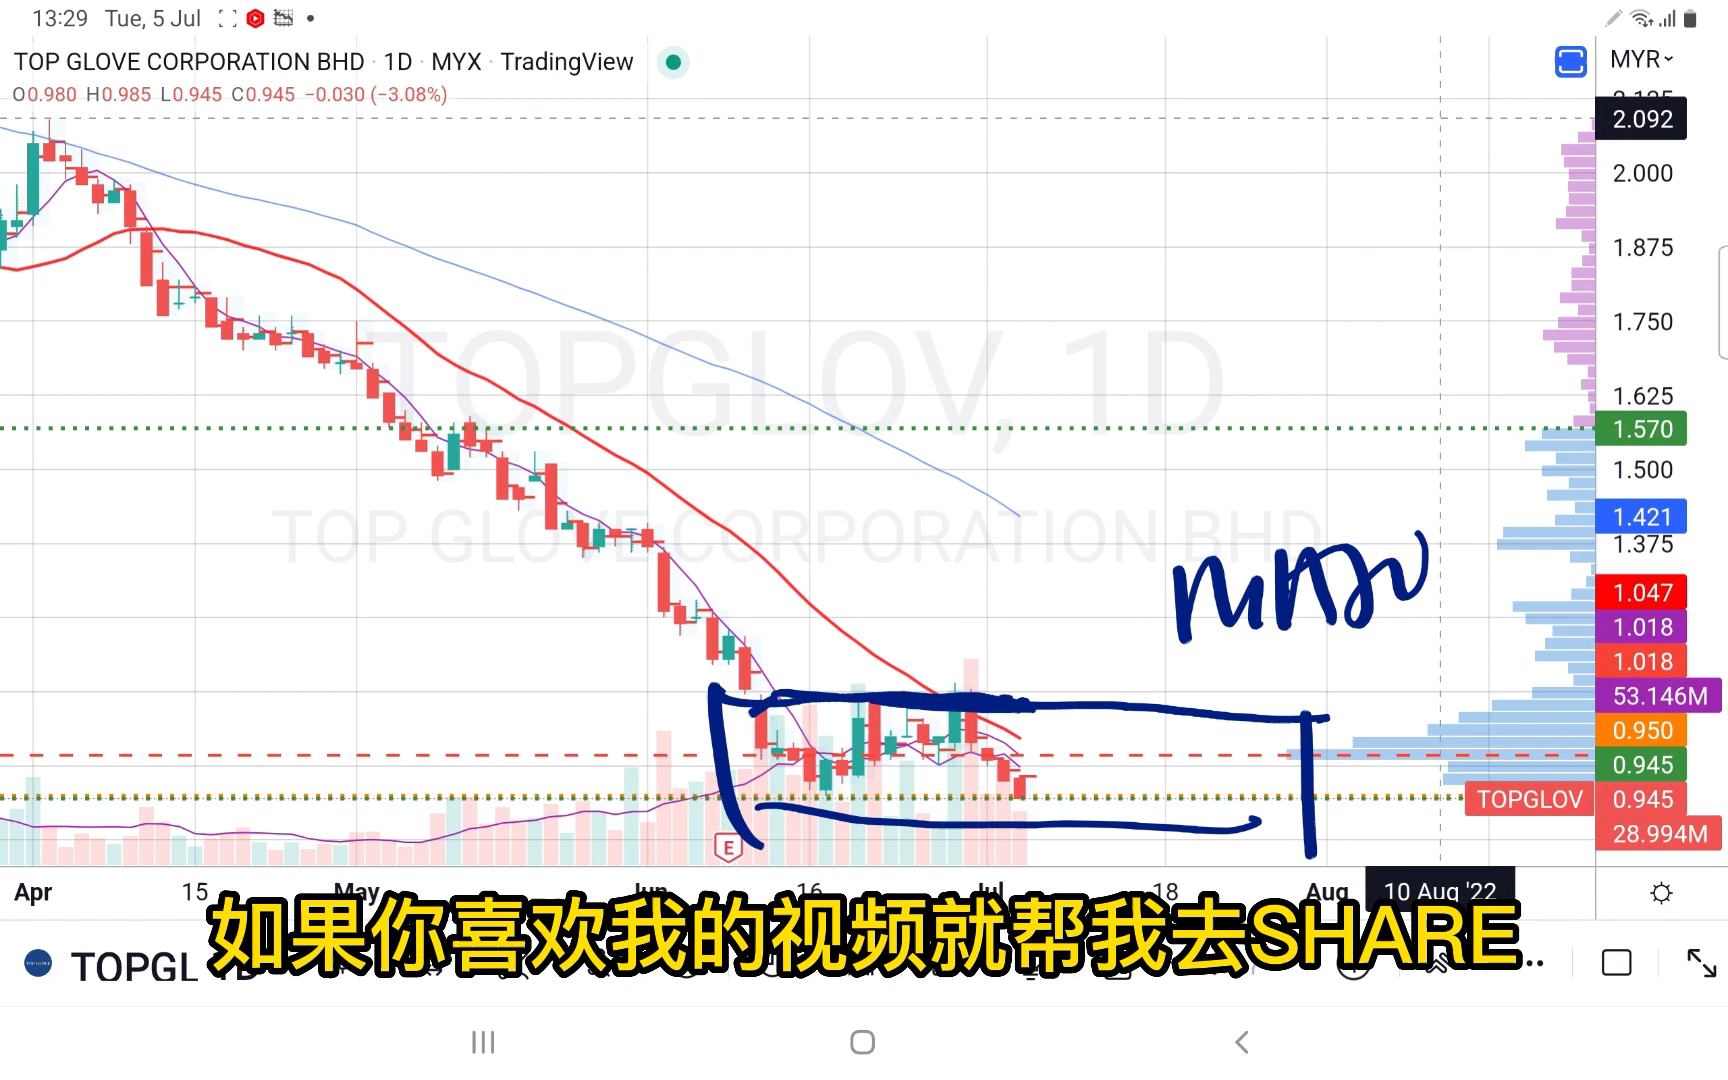 13:29 Tue, 5 Jul
TOP GLOVE CORPORATION BHD · 1D · MYX · TradingView
MYR
O0.980 H0.985 L0.945 C0.945 −0.030 (−3.08%)
2.125
2.092
2.000
1.875
1.750
1.625
1.570
1.500
1.421
1.375
1.047
1.018
1.018
53.146M
0.950
0.945
TOPGLOV 0.945
28.994M
TOPGLOV, 1D
TOP GLOVE CORPORATION BHD
E
Apr 15 May Jun 16 Jul 18 Aug 10 Aug '22
如果你喜欢我的视频就帮我去SHARE
TOPGL